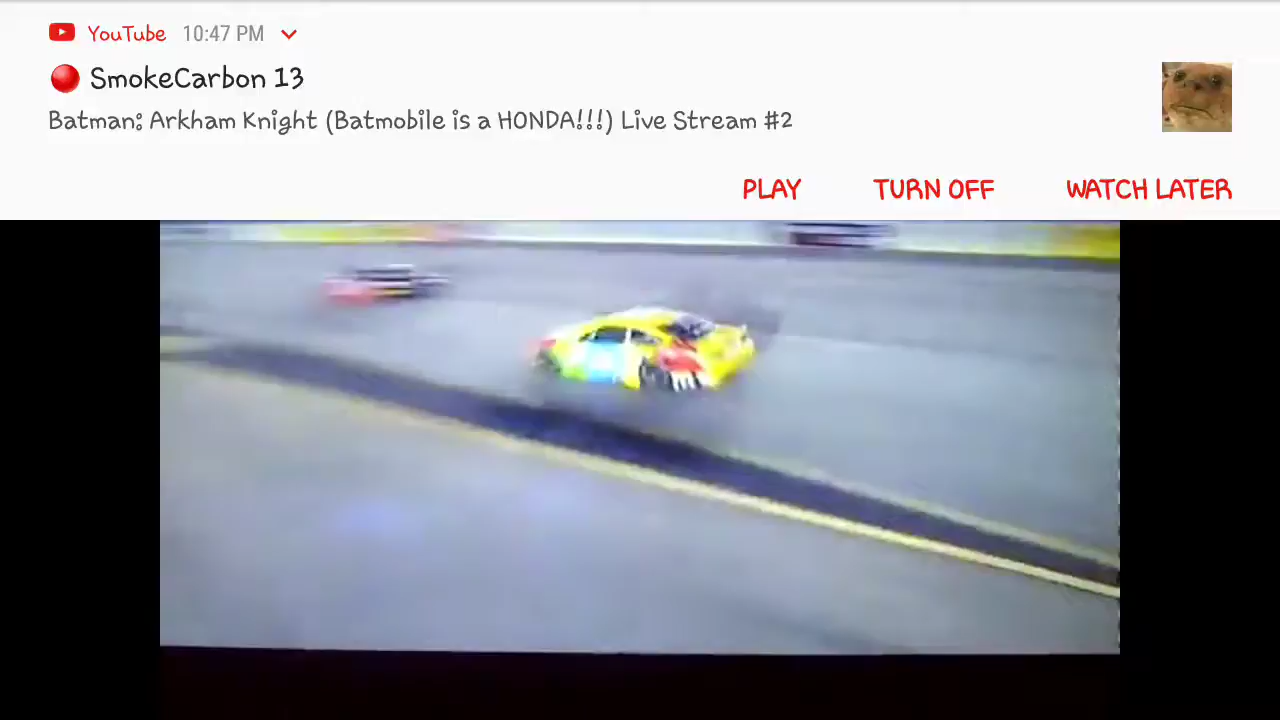 YouTube 10:47 PM
SmokeCarbon 13
Batman: Arkham Knight (Batmobile is a HONDA!!!) Live Stream #2
PLAY TURN OFF WATCH LATER
m